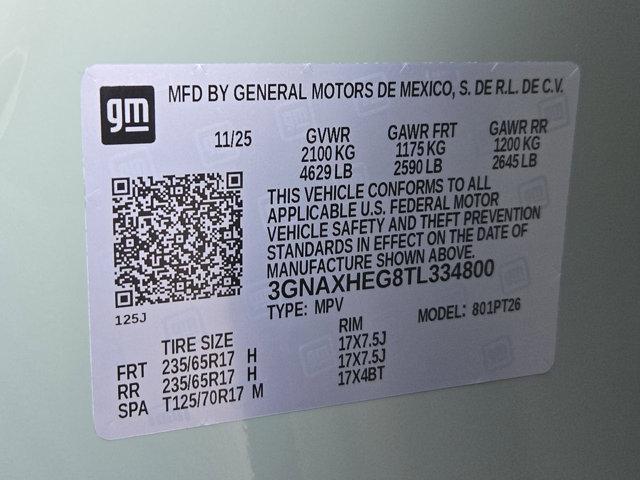 gm MFD BY GENERAL MOTORS DE MEXICO, S. DE R.L. DE C.V.
11/25 GVWR GAWR FRT GAWR RR
2100 KG 1175 KG 1200 KG
4629 LB 2590 LB 2645 LB
THIS VEHICLE CONFORMS TO ALL
APPLICABLE U.S. FEDERAL MOTOR
VEHICLE SAFETY AND THEFT PREVENTION
STANDARDS IN EFFECT ON THE DATE OF
MANUFACTURE SHOWN ABOVE.
3GNAXHEG8TL334800
125J TYPE: MPV MODEL: 801PT26
TIRE SIZE RIM
FRT 235/65R17 H 17X7.5J
RR 235/65R17 H 17X7.5J
SPA T125/70R17 M 17X4BT